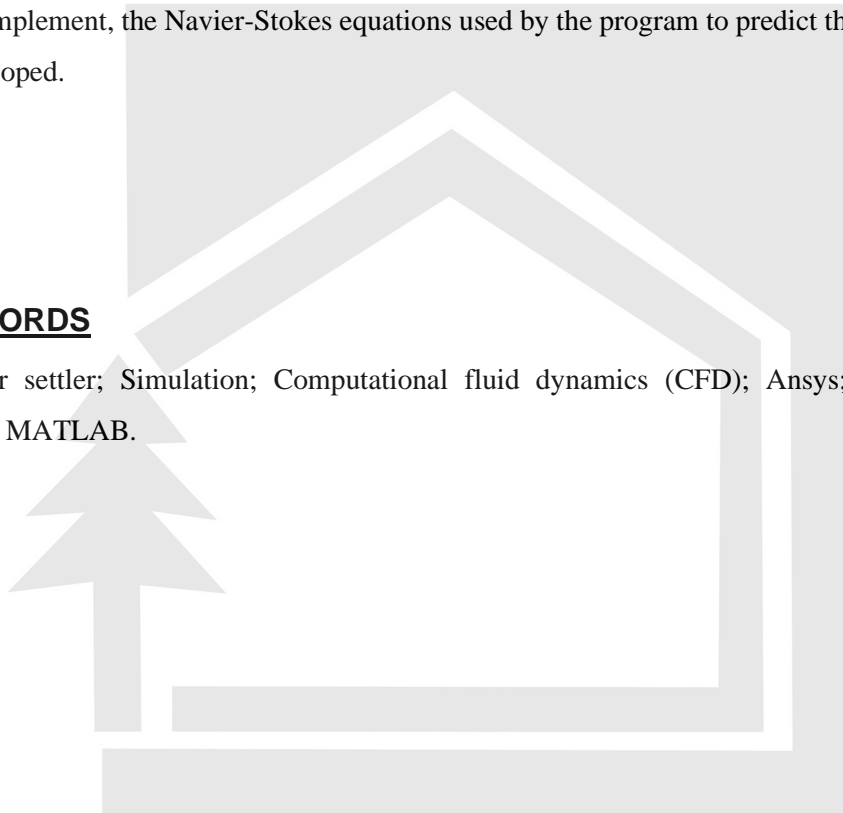 mplement, the Navier-Stokes equations used by the program to predict th
oped.
ORDS
r settler; Simulation; Computational fluid dynamics (CFD); Ansys;
MATLAB.